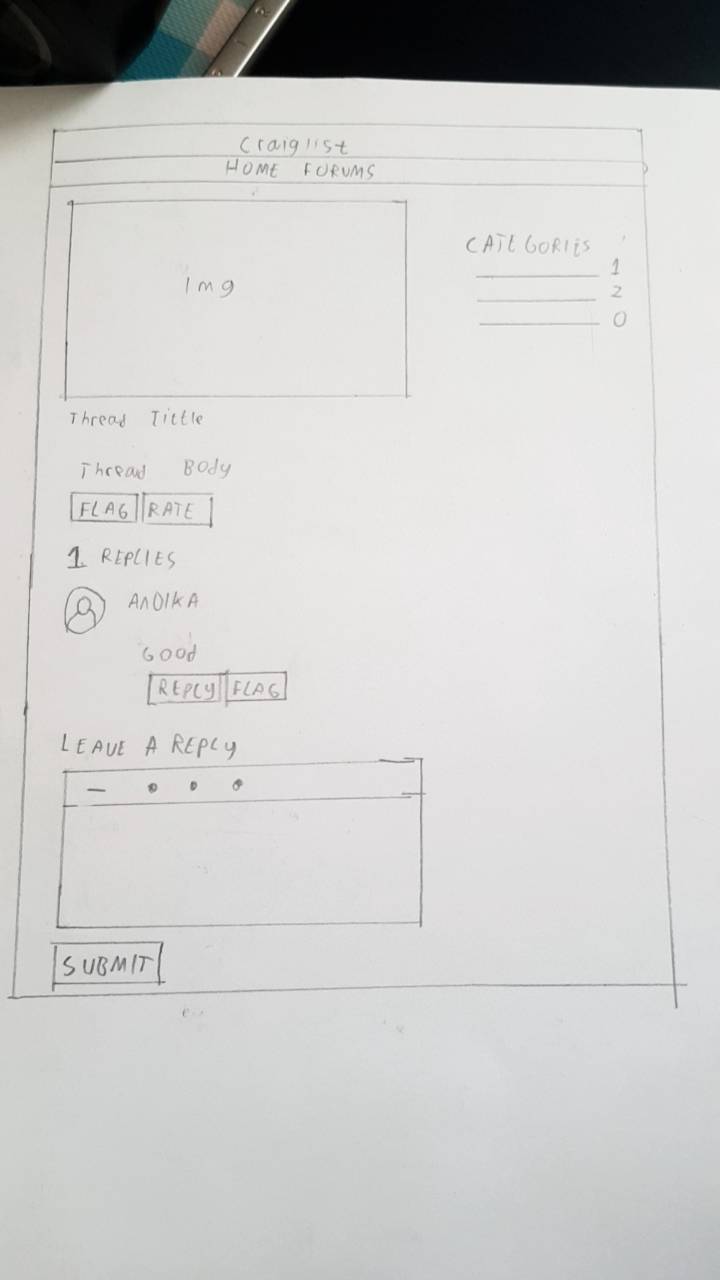 Craiglist
HOME FORUMS
Img
CATEGORIES
1
2
0
Thread Tittle
Thread Body
FLAG RATE
1 REPLIES
ANDIKA
Good
REPLY FLAG
LEAVE A REPLY
SUBMIT